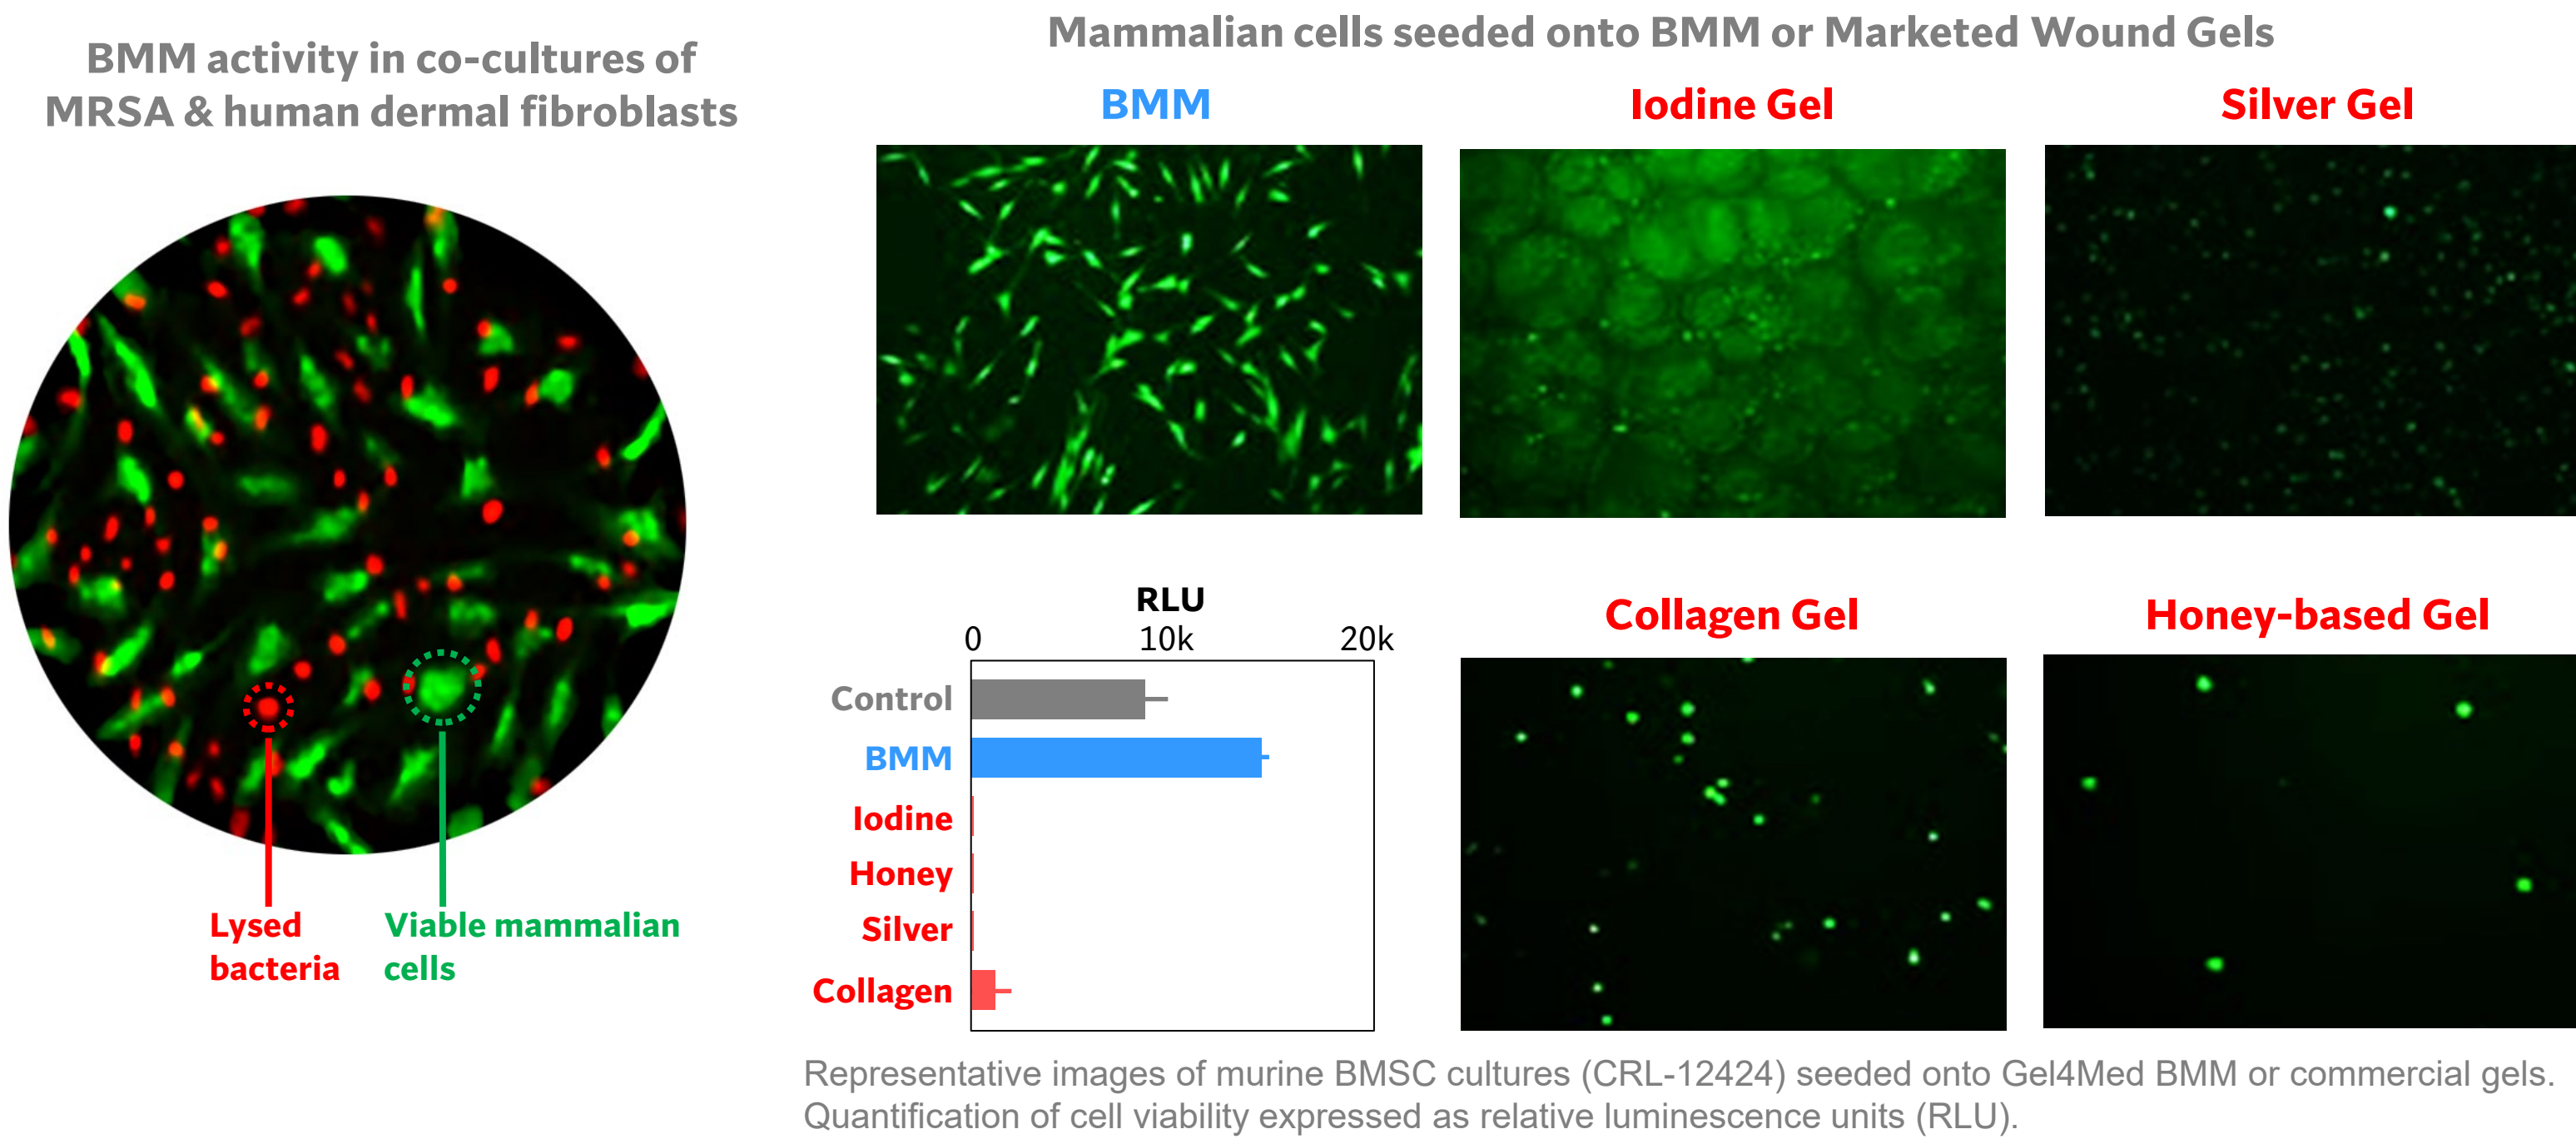 BMM activity in co-cultures of
MRSA & human dermal fibroblasts
Lysed
bacteria
Viable mammalian
cells
Mammalian cells seeded onto BMM or Marketed Wound Gels
BMM
Iodine Gel
Silver Gel
RLU
0 10k 20k
Control
BMM
Iodine
Honey
Silver
Collagen
Collagen Gel
Honey-based Gel
Representative images of murine BMSC cultures (CRL-12424) seeded onto Gel4Med BMM or commercial gels.
Quantification of cell viability expressed as relative luminescence units (RLU).